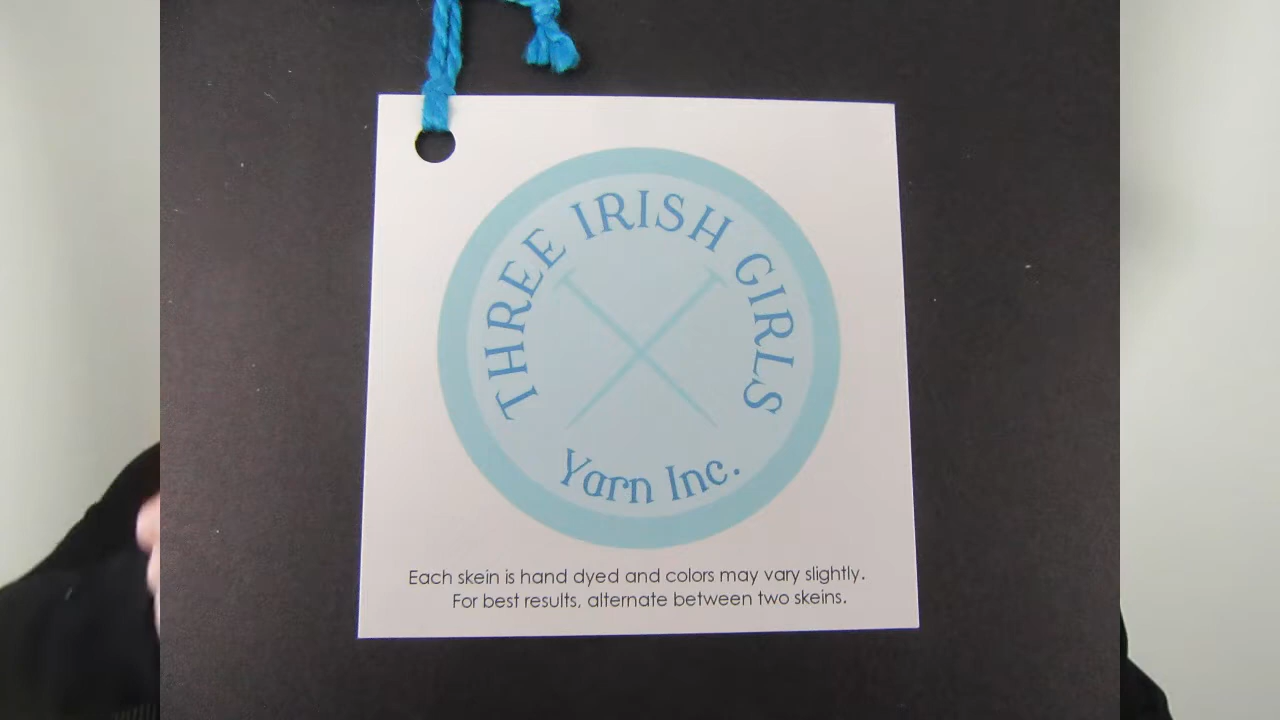 THREE IRISH GIRLS
Yarn Inc.
Each skein is hand dyed and colors may vary slightly.
For best results, alternate between two skeins.